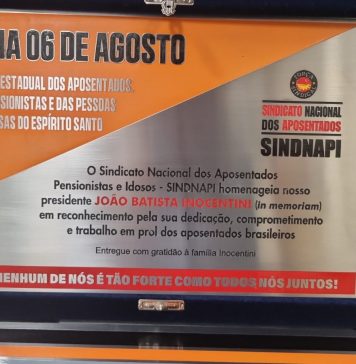 IA 06 DE AGOSTO
ESTADUAL DOS APOSENTADOS,
SIONISTAS E DAS PESSOAS
SAS DO ESPÍRITO SANTO
FORÇA SINDICAL
SINDICATO NACIONAL
DOS APOSENTADOS
SINDNAPI
O Sindicato Nacional dos Aposentados
Pensionistas e Idosos - SINDNAPI homenageia nosso
presidente JOÃO BATISTA INOCENTINI (in memoriam)
em reconhecimento pela sua dedicação, comprometimento
e trabalho em prol dos aposentados brasileiros
Entregue com gratidão à família Inocentini
NENHUM DE NÓS É TÃO FORTE COMO TODOS NÓS JUNTOS!